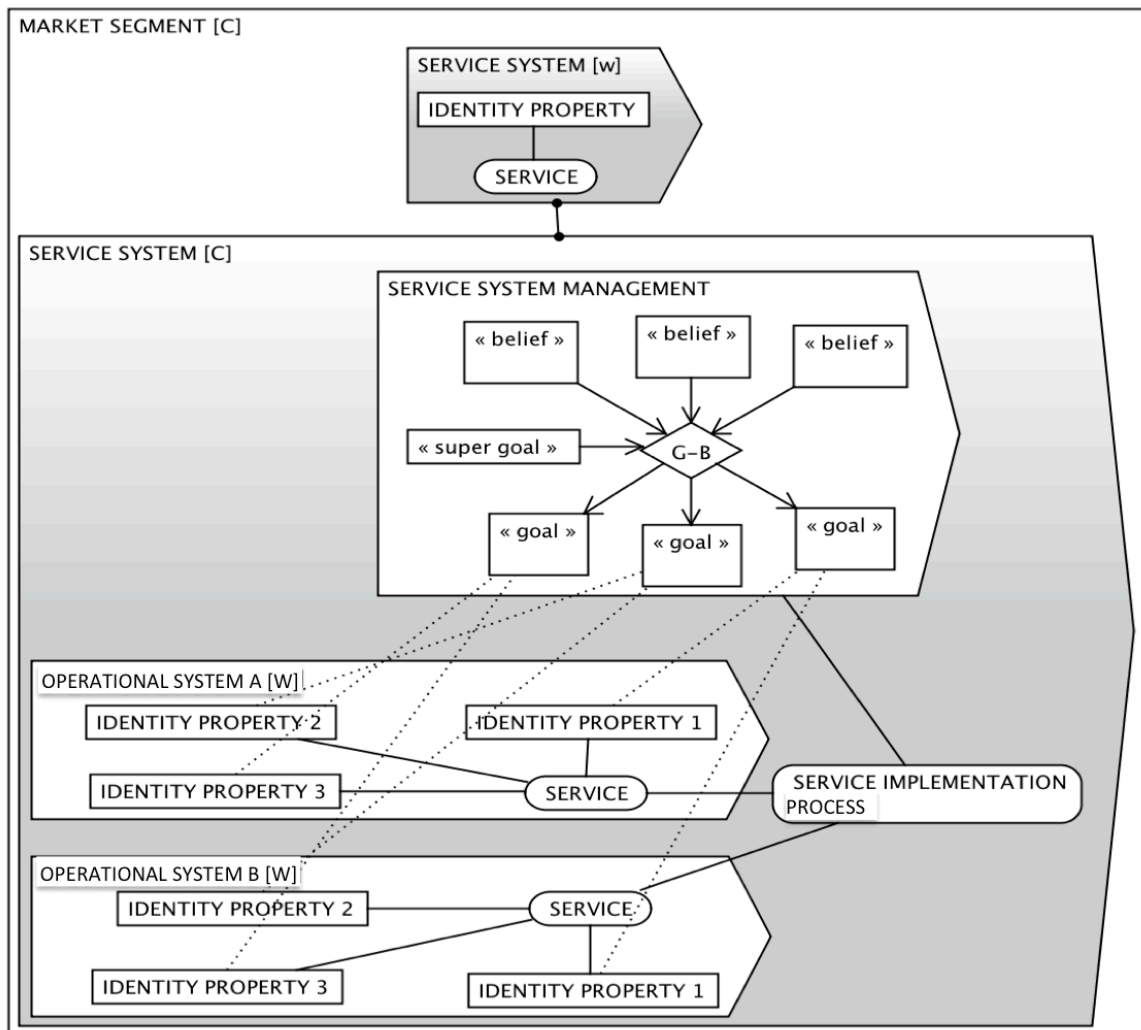 MARKET SEGMENT [C]
SERVICE SYSTEM [w]
IDENTITY PROPERTY
SERVICE
SERVICE SYSTEM [C]
SERVICE SYSTEM MANAGEMENT
« belief »
« belief »
« belief »
« super goal »
G-B
« goal »
« goal »
« goal »
OPERATIONAL SYSTEM A [W]
IDENTITY PROPERTY 2
IDENTITY PROPERTY 1
IDENTITY PROPERTY 3
SERVICE
SERVICE IMPLEMENTATION
PROCESS
OPERATIONAL SYSTEM B [W]
IDENTITY PROPERTY 2
SERVICE
IDENTITY PROPERTY 3
IDENTITY PROPERTY 1